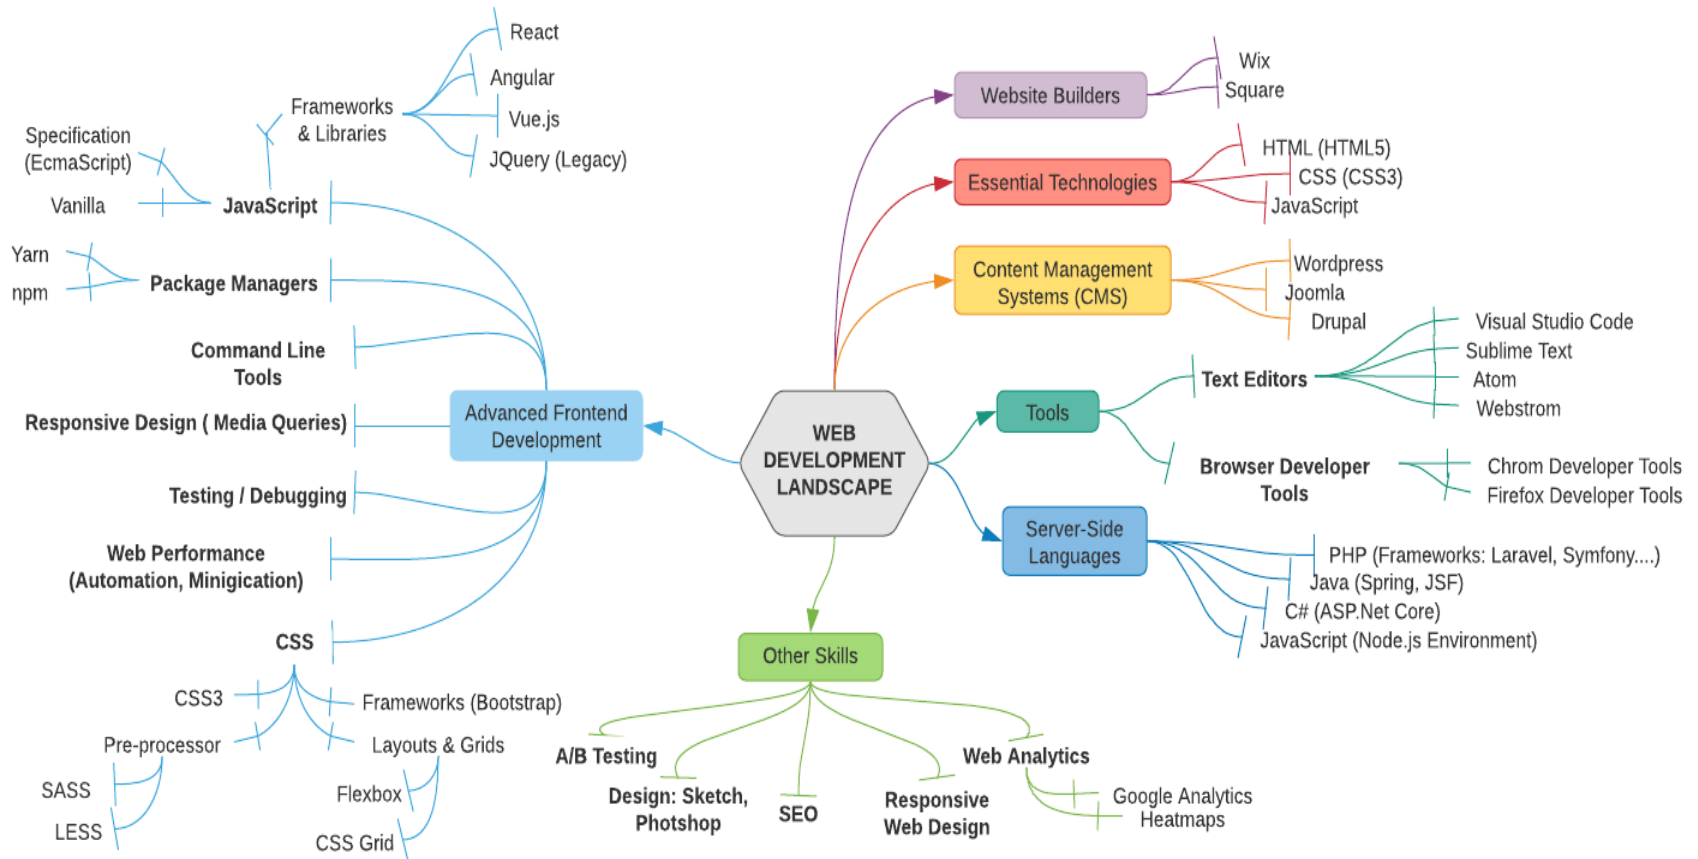 React
Angular
Vue.js
JQuery (Legacy)
Frameworks
& Libraries
Specification
(EcmaScript)
Vanilla
JavaScript
Yarn
npm
Package Managers
Command Line
Tools
Responsive Design ( Media Queries)
Testing / Debugging
Web Performance
(Automation, Minigication)
CSS
CSS3
Frameworks (Bootstrap)
Pre-processor
Layouts & Grids
SASS
LESS
Flexbox
CSS Grid
Advanced Frontend
Development
WEB
DEVELOPMENT
LANDSCAPE
Website Builders
Wix
Square
Essential Technologies
HTML (HTML5)
CSS (CSS3)
JavaScript
Content Management
Systems (CMS)
Wordpress
Joomla
Drupal
Tools
Text Editors
Visual Studio Code
Sublime Text
Atom
Webstrom
Browser Developer
Tools
Chrom Developer Tools
Firefox Developer Tools
Server-Side
Languages
PHP (Frameworks: Laravel, Symfony....)
Java (Spring, JSF)
C# (ASP.Net Core)
JavaScript (Node.js Environment)
Other Skills
A/B Testing
Design: Sketch,
Photshop
SEO
Responsive
Web Design
Web Analytics
Google Analytics
Heatmaps